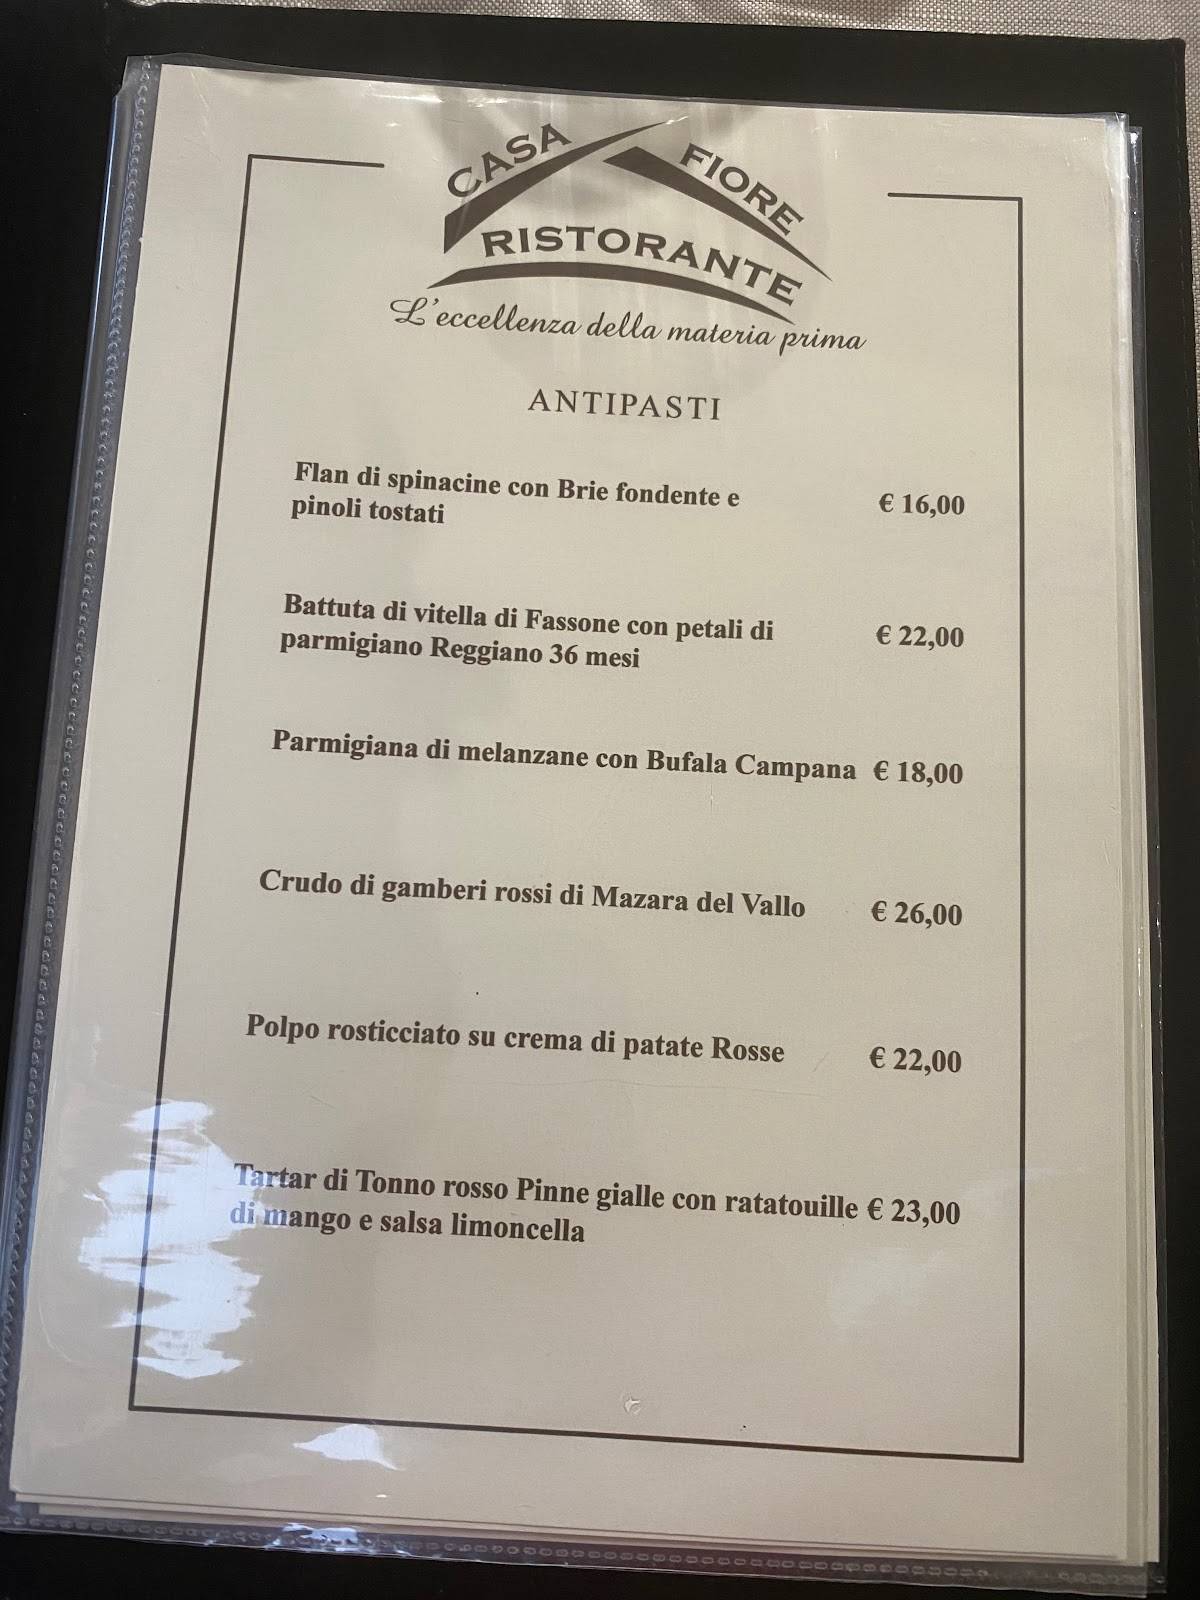 CASA FIORE
RISTORANTE
L'eccellenza della materia prima
ANTIPASTI
Flan di spinacine con Brie fondente e € 16,00
pinoli tostati
Battuta di vitella di Fassone con petali di € 22,00
parmigiano Reggiano 36 mesi
Parmigiana di melanzane con Bufala Campana € 18,00
Crudo di gamberi rossi di Mazara del Vallo € 26,00
Polpo rosticciato su crema di patate Rosse € 22,00
Tartar di Tonno rosso Pinne gialle con ratatouille € 23,00
di mango e salsa limoncella